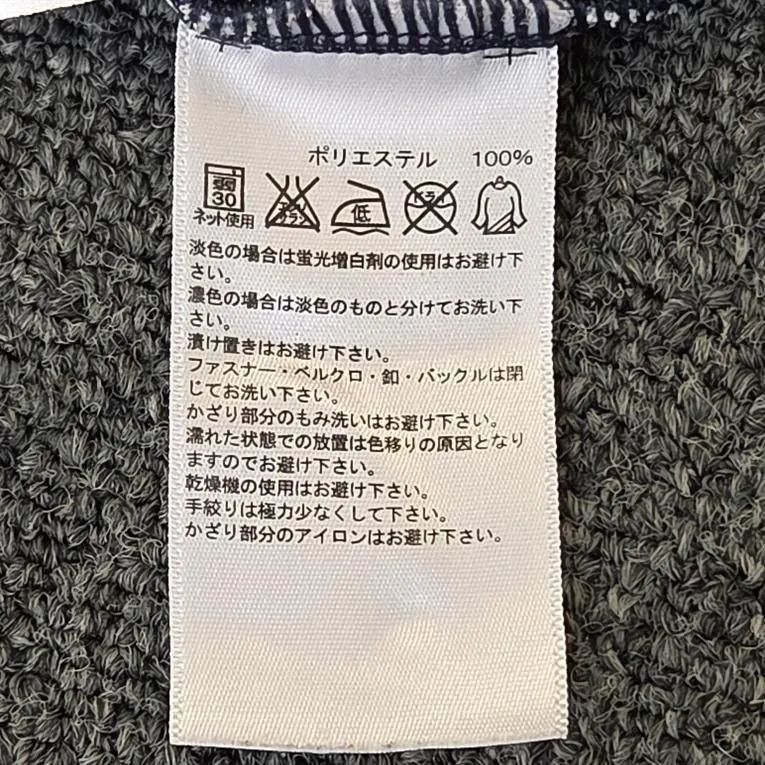 ポリエステル 100%
弱
30
ネット使用
エンソ
サラシ
低
ドライ
淡色の場合は蛍光増白剤の使用はお避け下
さい。
濃色の場合は淡色のものと分けてお洗い下
さい。
漬け置きはお避け下さい。
ファスナー・ベルクロ・釦・バックルは閉
じてお洗い下さい。
かざり部分のもみ洗いはお避け下さい。
濡れた状態での放置は色移りの原因となり
ますのでお避け下さい。
乾燥機の使用はお避け下さい。
手絞りは極力少なくして下さい。
かざり部分のアイロンはお避け下さい。